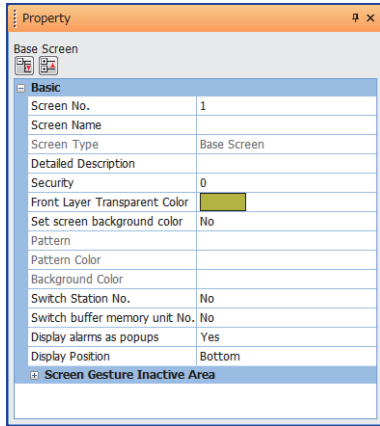 Property
Base Screen
Basic
Screen No. 1
Screen Name
Screen Type Base Screen
Detailed Description
Security 0
Front Layer Transparent Color
Set screen background color No
Pattern
Pattern Color
Background Color
Switch Station No. No
Switch buffer memory unit No. No
Display alarms as popups Yes
Display Position Bottom
Screen Gesture Inactive Area